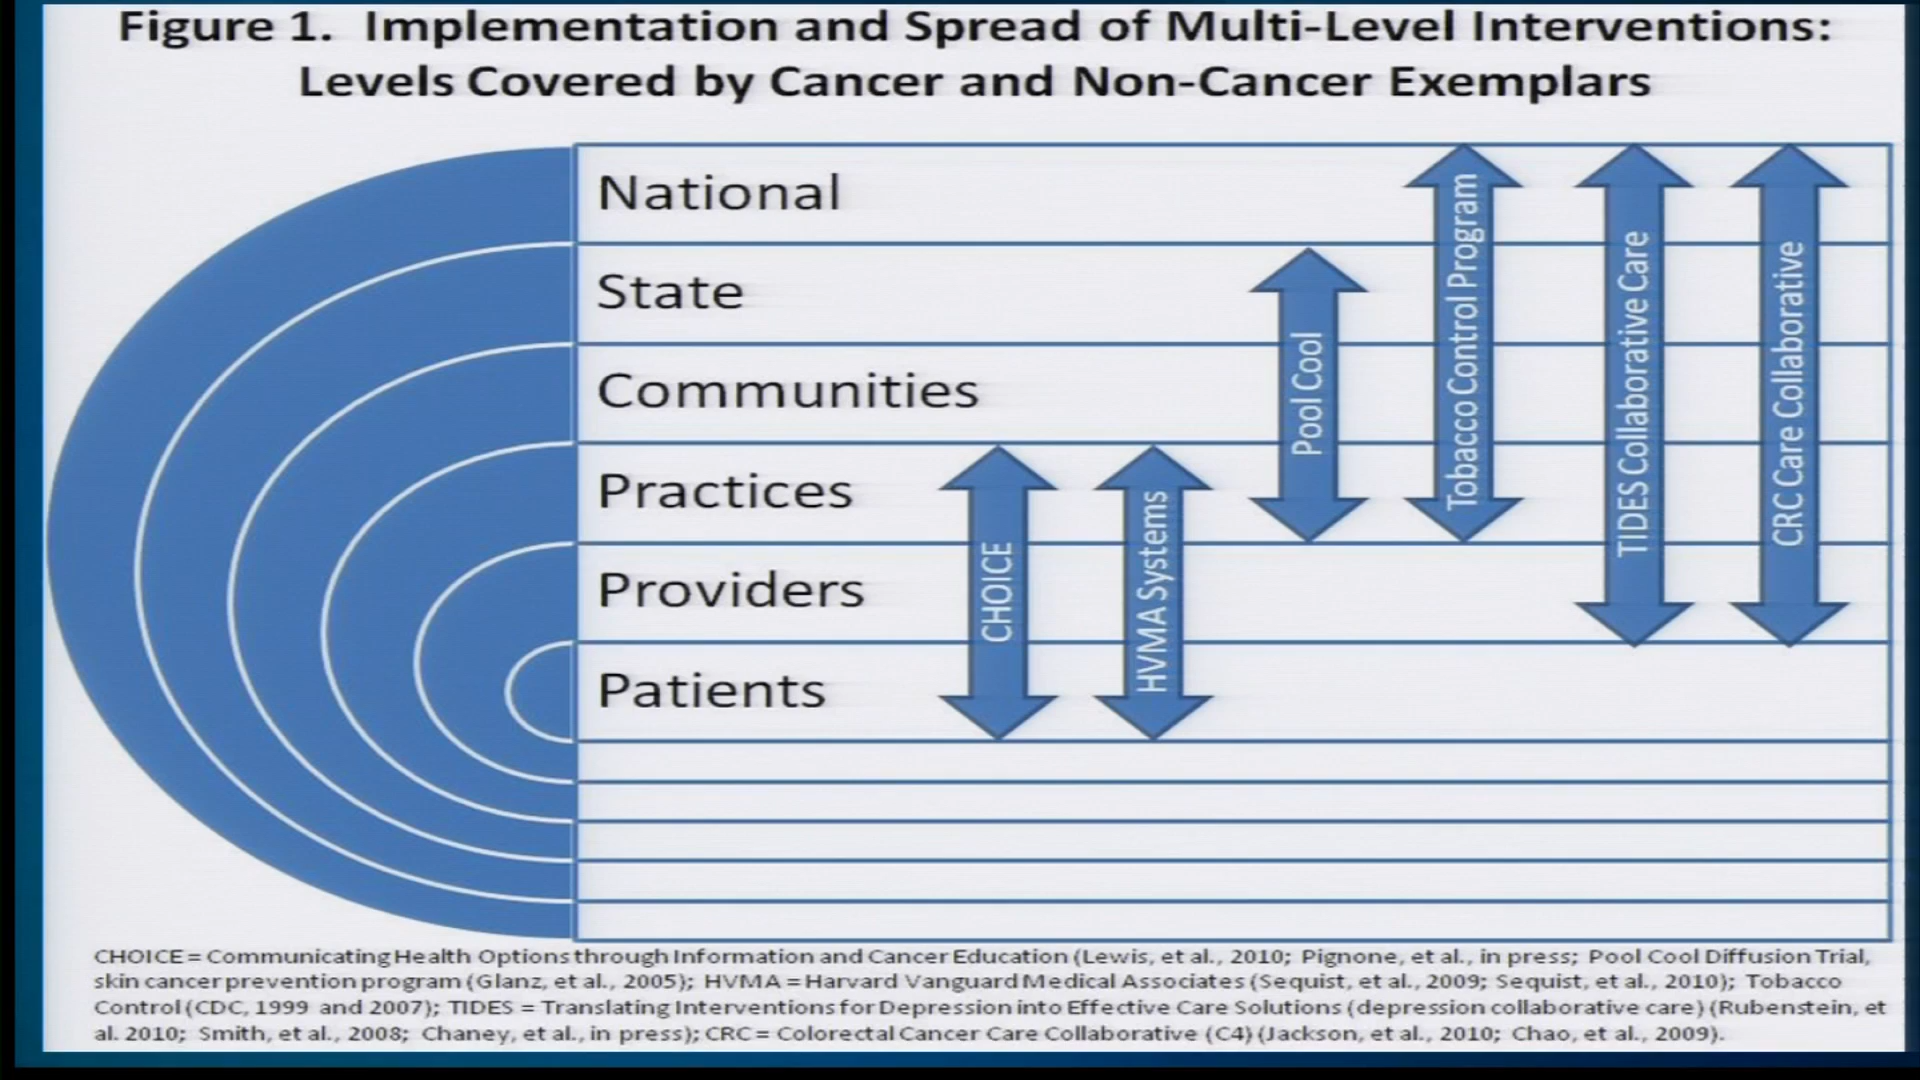 Figure 1. Implementation and Spread of Multi-Level Interventions:
Levels Covered by Cancer and Non-Cancer Exemplars
National
State
Communities
Practices
Providers
Patients
CHOICE
HVMA Systems
Pool Cool
Tobacco Control Program
TIDES Collaborative Care
CRC Care Collaborative
CHOICE = Communicating Health Options through Information and Cancer Education (Lewis, et al., 2010; Pignone, et al., in press; Pool Cool Diffusion Trial,
skin cancer prevention program (Glanz, et al., 2005); HVMA = Harvard Vanguard Medical Associates (Sequist, et al., 2009; Sequist, et al., 2010); Tobacco
Control (CDC, 1999 and 2007); TIDES = Translating Interventions for Depression into Effective Care Solutions (depression collaborative care) (Rubenstein, et
al. 2010; Smith, et al., 2008; Chaney, et al., in press); CRC = Colorectal Cancer Care Collaborative (C4) (Jackson, et al., 2010; Chao, et al., 2009).